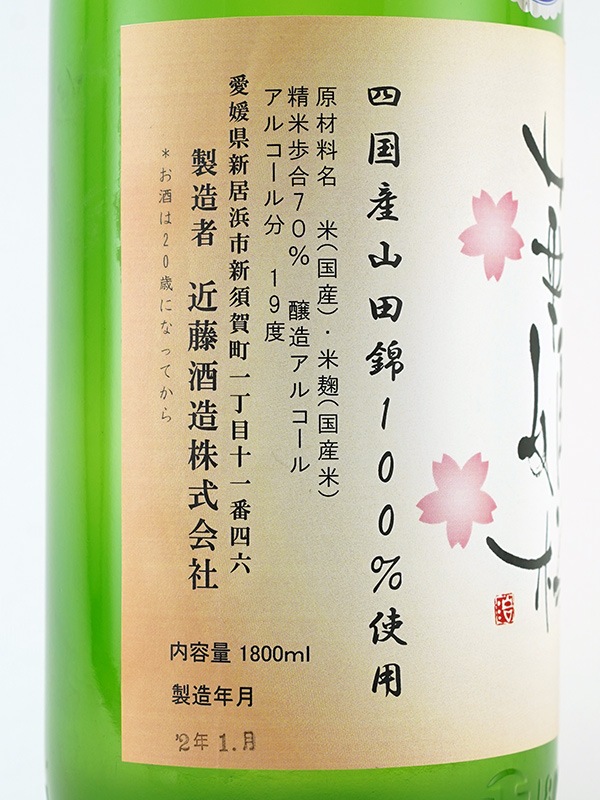 四国産山田錦100%使用
原材料名 米(国産)・米麹(国産米)
精米歩合70% 醸造アルコール
アルコール分 19度
愛媛県新居浜市新須賀町一丁目十一番四六
製造者 近藤酒造株式会社
*お酒は20歳になってから
内容量 1800ml
製造年月
'2年1.月